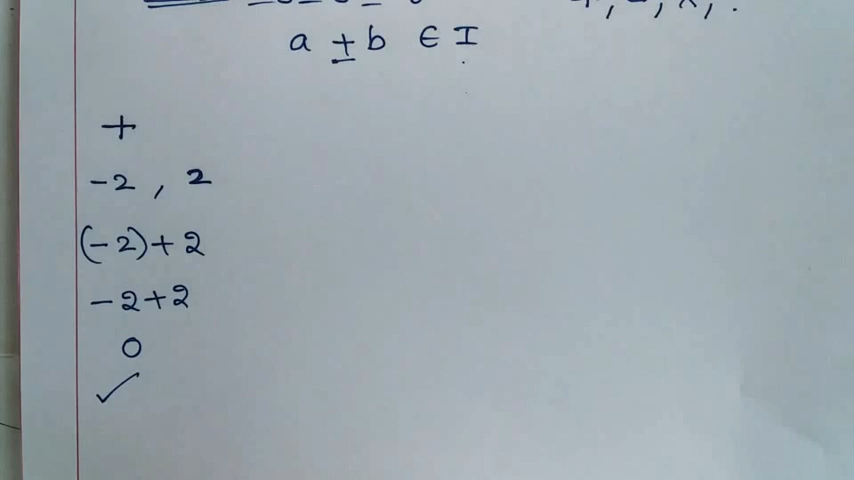 a + b ∈ I
+
-2 , 2
(-2) + 2
-2+2
0
✓